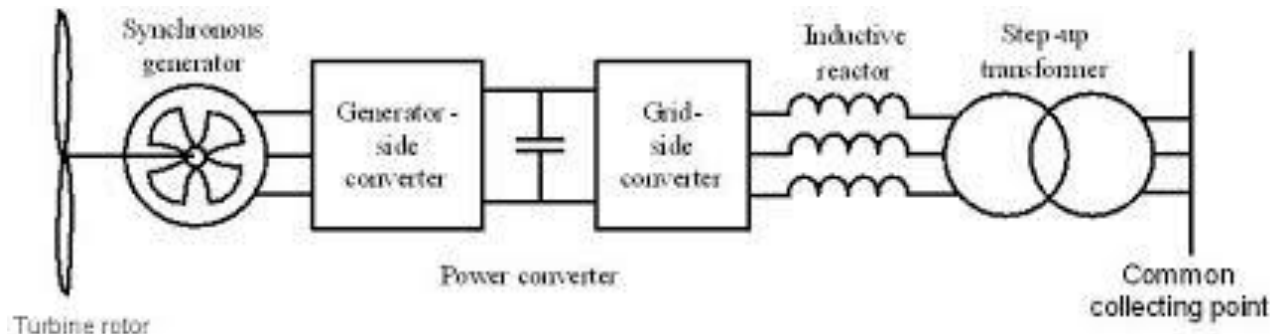 Synchronous
generator
Generator-
side
converter
Grid-
side
converter
Inductive
reactor
Step-up
transformer
Power converter
Common
collecting point
Turbine rotor